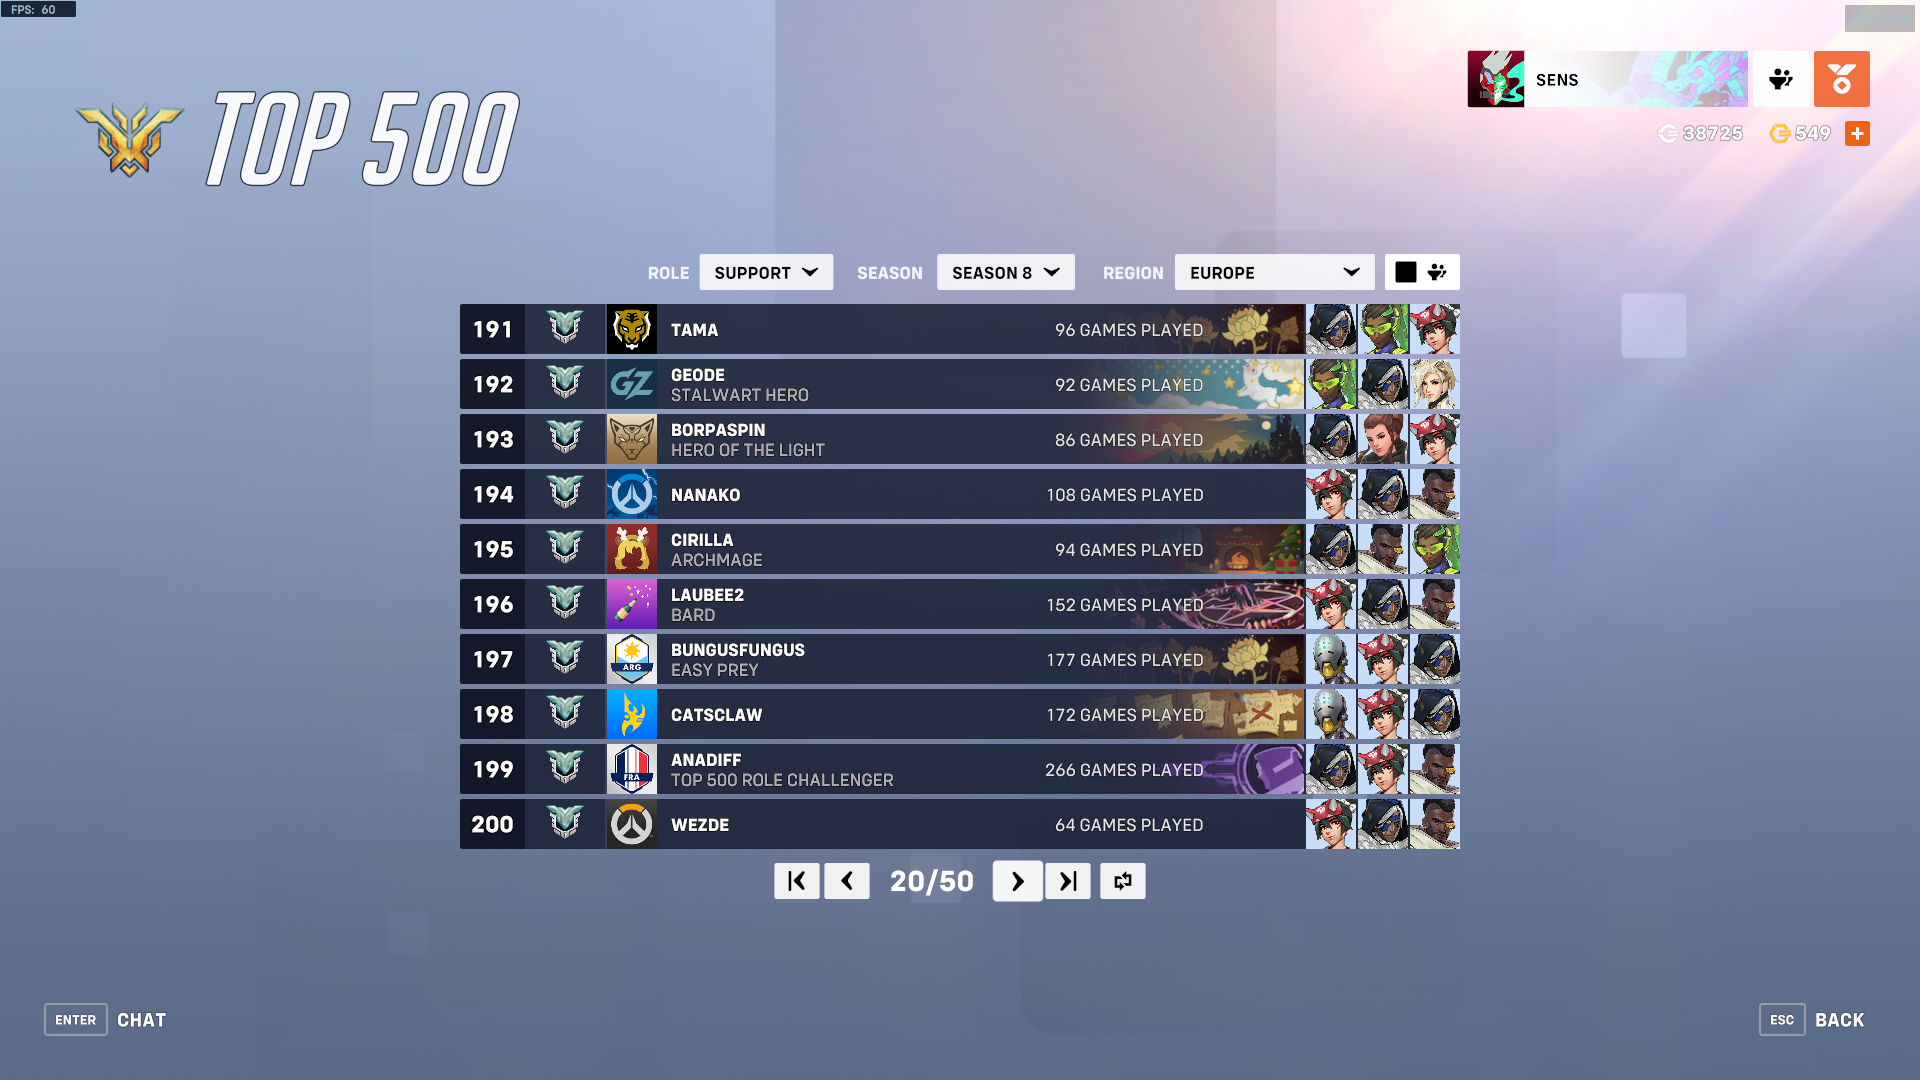 FPS: 60
TOP 500
SENS
38725 549
ROLE SUPPORT SEASON SEASON 8 REGION EUROPE
191 TAMA 96 GAMES PLAYED
192 GZ GEODE 92 GAMES PLAYED
STALWART HERO
193 BORPASPIN 86 GAMES PLAYED
HERO OF THE LIGHT
194 NANAKO 108 GAMES PLAYED
195 CIRILLA 94 GAMES PLAYED
ARCHMAGE
196 LAUBEE2 152 GAMES PLAYED
BARD
197 ARG BUNGUSFUNGUS 177 GAMES PLAYED
EASY PREY
198 CATSCLAW 172 GAMES PLAYED
199 FRA ANADIFF 266 GAMES PLAYED
TOP 500 ROLE CHALLENGER
200 WEZDE 64 GAMES PLAYED
20/50
ENTER CHAT
ESC BACK